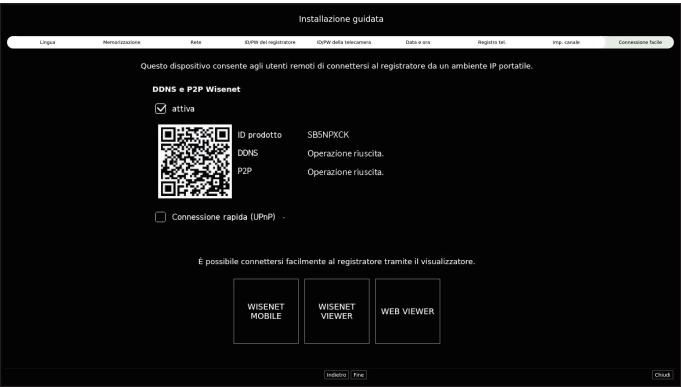 Installazione guidata
Lingua Memorizzazione Rete ID/PW del registratore ID/PW della telecamera Data e ora Registro tel. Imp. canale Connessione facile
Questo dispositivo consente agli utenti remoti di connettersi al registratore da un ambiente IP portatile.
DDNS e P2P Wisenet
attiva
ID prodotto SB5NPXCK
DDNS Operazione riuscita.
P2P Operazione riuscita.
Connessione rapida (UPnP) -
È possibile connettersi facilmente al registratore tramite il visualizzatore.
WISENET MOBILE
WISENET VIEWER
WEB VIEWER
Indietro Fine Chiudi